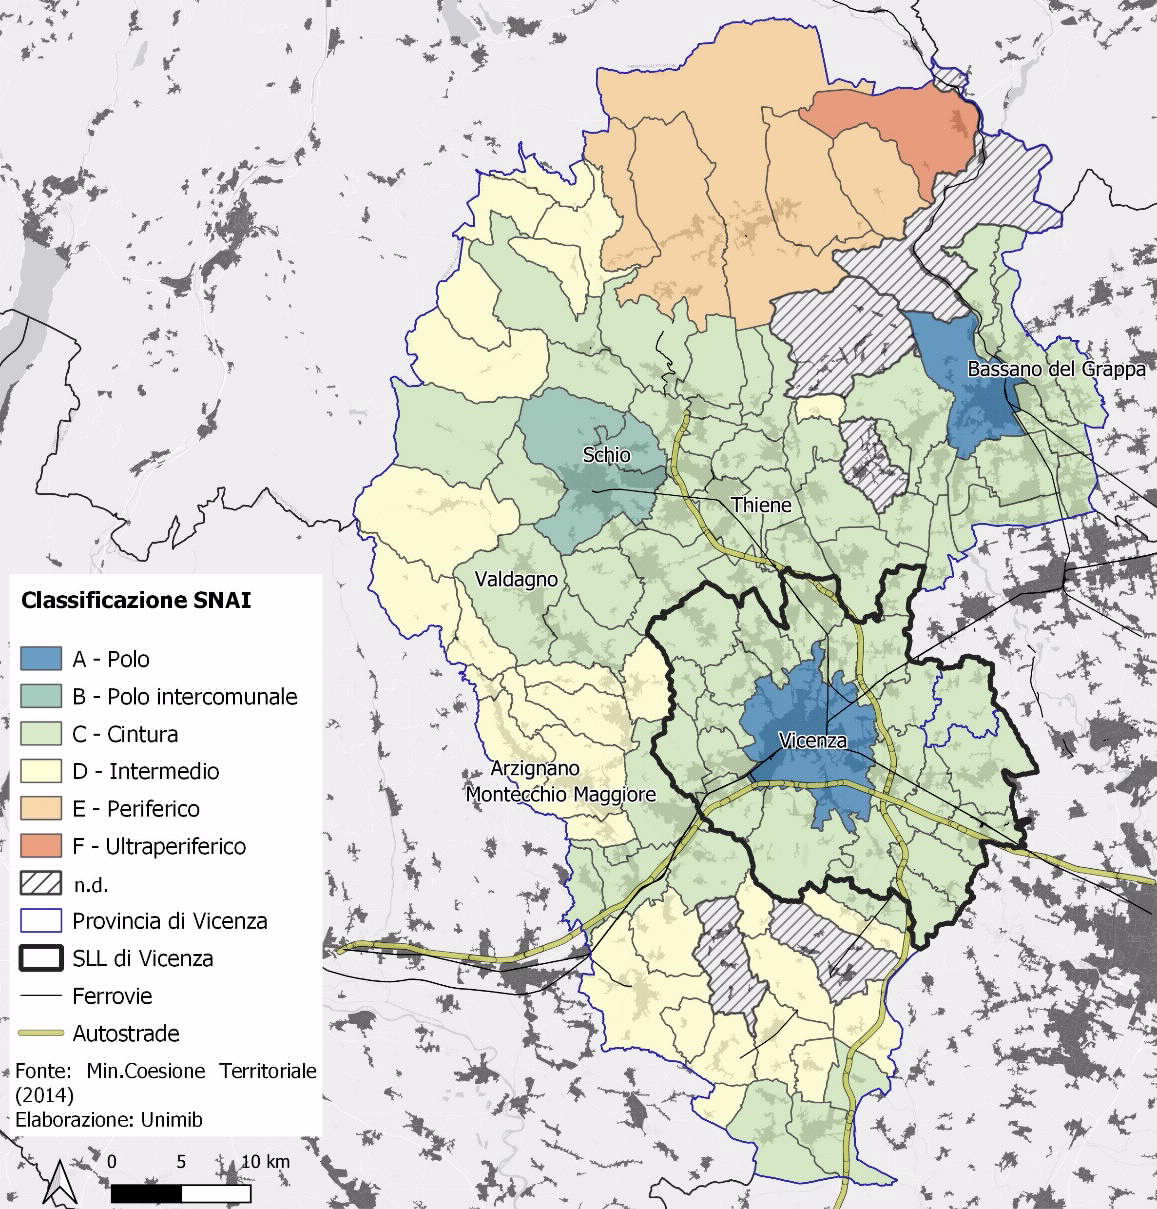 Bassano del Grappa
Schio
Thiene
Valdagno
Vicenza
Arzignano
Montecchio Maggiore
Classificazione SNAI
A - Polo
B - Polo intercomunale
C - Cintura
D - Intermedio
E - Periferico
F - Ultraperiferico
n.d.
Provincia di Vicenza
SLL di Vicenza
Ferrovie
Autostrade
Fonte: Min.Coesione Territoriale
(2014)
Elaborazione: Unimib
0 5 10 km